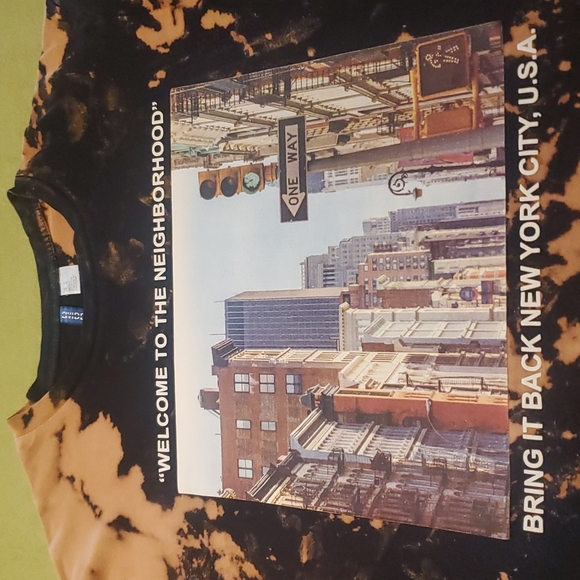 “WELCOME TO THE NEIGHBORHOOD”
ONE WAY
BRING IT BACK NEW YORK CITY, U.S.A.